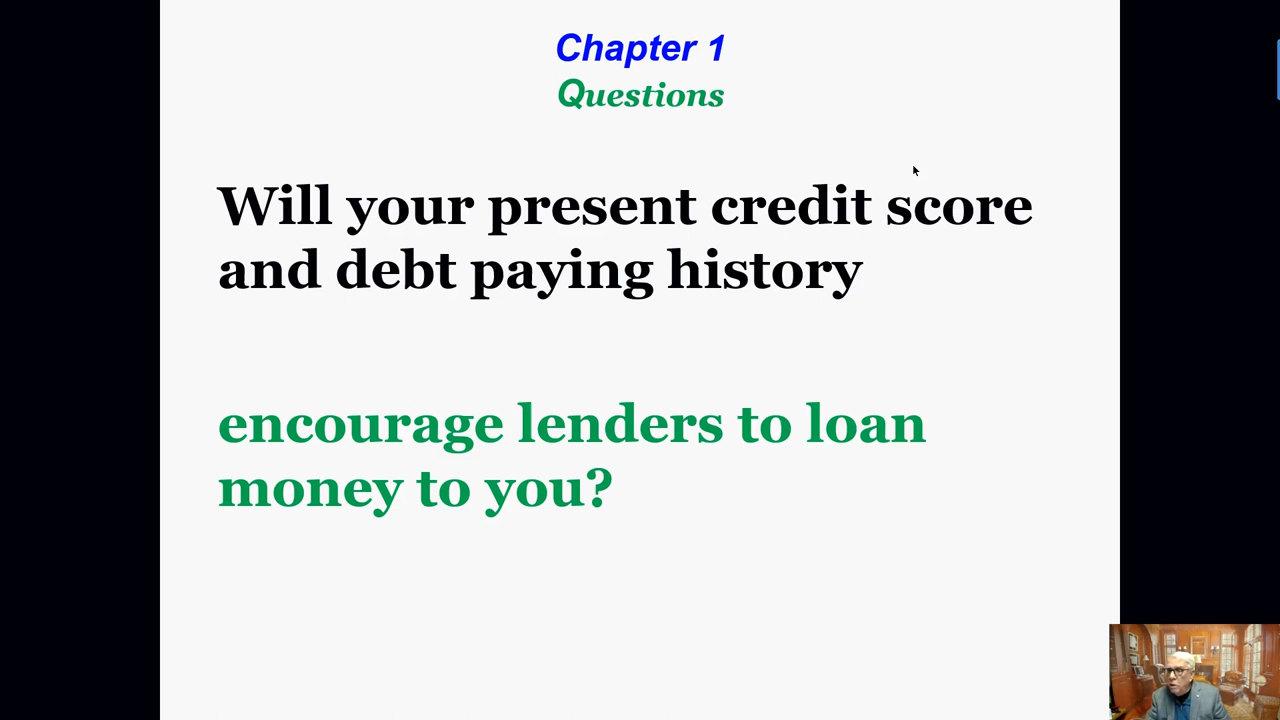 Chapter 1
Questions
Will your present credit score
and debt paying history
encourage lenders to loan
money to you?